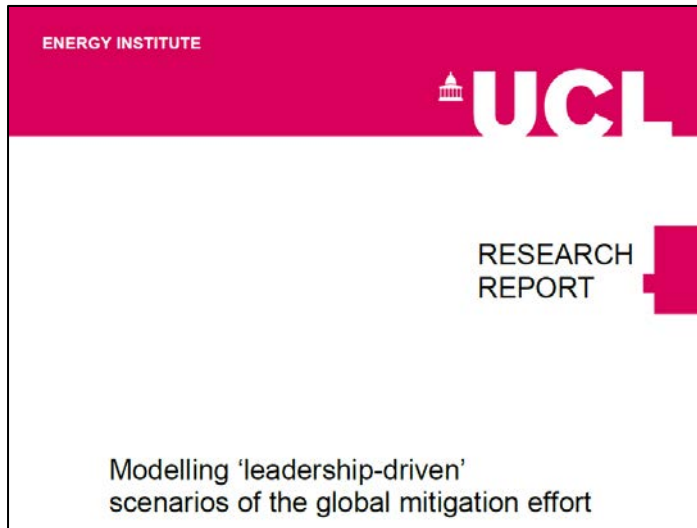 ENERGY INSTITUTE
UCL
RESEARCH
REPORT
Modelling ‘leadership-driven’
scenarios of the global mitigation effort